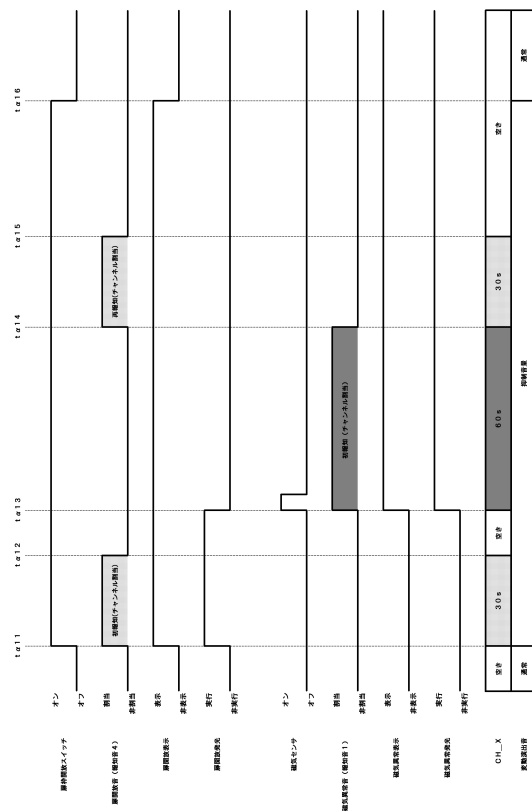 tα11
tα12
tα13
tα14
tα15
tα16
扉枠開放スイッチ
オン
オフ
扉開放音(報知音4)
割当
非割当
初報知(チャンネル割当)
再報知(チャンネル割当)
扉開放表示
表示
非表示
扉開放発光
実行
非実行
磁気センサ
オン
オフ
磁気異常音(報知音1)
割当
非割当
初報知(チャンネル割当)
磁気異常表示
表示
非表示
磁気異常発光
実行
非実行
CH_X
空き
30s
空き
60s
30s
空き
変動演出音
通常
抑制音量
通常